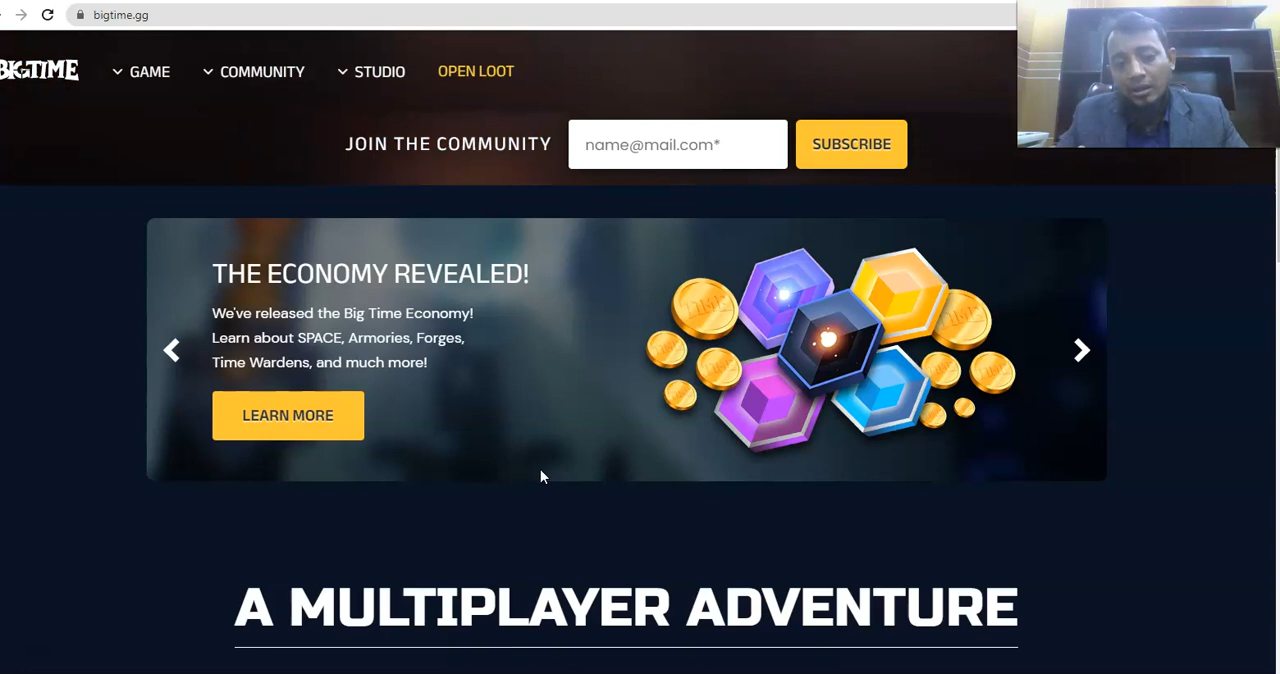 bigtime.gg
BIGTIME
GAME
COMMUNITY
STUDIO
OPEN LOOT
JOIN THE COMMUNITY
name@mail.com*
SUBSCRIBE
THE ECONOMY REVEALED!
We've released the Big Time Economy!
Learn about SPACE, Armories, Forges,
Time Wardens, and much more!
LEARN MORE
TIME
A MULTIPLAYER ADVENTURE